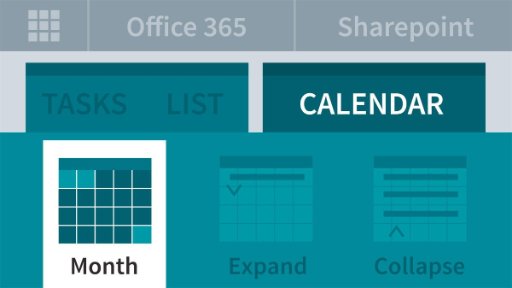 Office 365 Sharepoint
TASKS LIST CALENDAR
Month Expand Collapse